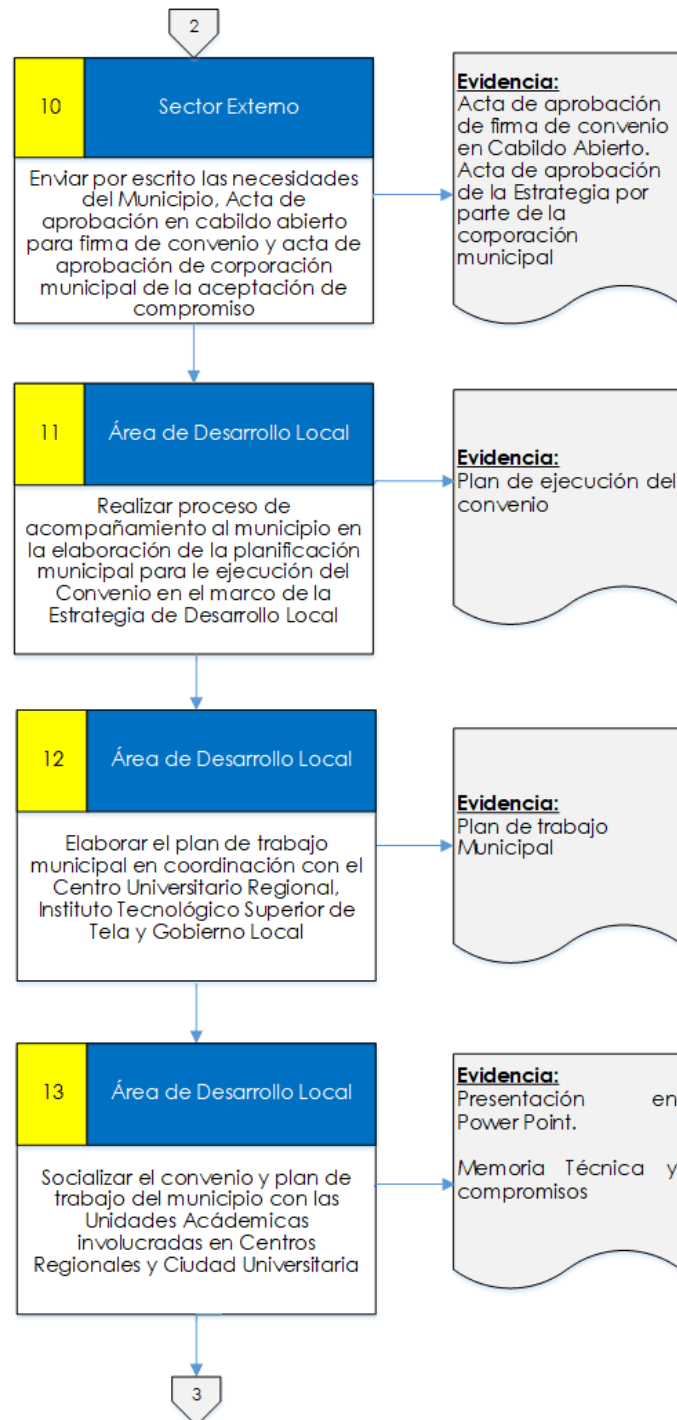 2
10
Sector Externo
Enviar por escrito las necesidades
del Municipio, Acta de
aprobación en cabildo abierto
para firma de convenio y acta de
aprobación de corporación
municipal de la aceptación de
compromiso
Evidencia:
Acta de aprobación
de firma de convenio
en Cabildo Abierto.
Acta de aprobación
de la Estrategia por
parte de la
corporación
municipal
11
Área de Desarrollo Local
Realizar proceso de
acompañamiento al municipio en
la elaboración de la planificación
municipal para le ejecución del
Convenio en el marco de la
Estrategia de Desarrollo Local
Evidencia:
Plan de ejecución del
convenio
12
Área de Desarrollo Local
Elaborar el plan de trabajo
municipal en coordinación con el
Centro Universitario Regional,
Instituto Tecnológico Superior de
Tela y Gobierno Local
Evidencia:
Plan de trabajo
Municipal
13
Área de Desarrollo Local
Socializar el convenio y plan de
trabajo del municipio con las
Unidades Acádemicas
involucradas en Centros
Regionales y Ciudad Universitaria
Evidencia:
Presentación en
Power Point.
Memoria Técnica y
compromisos
3